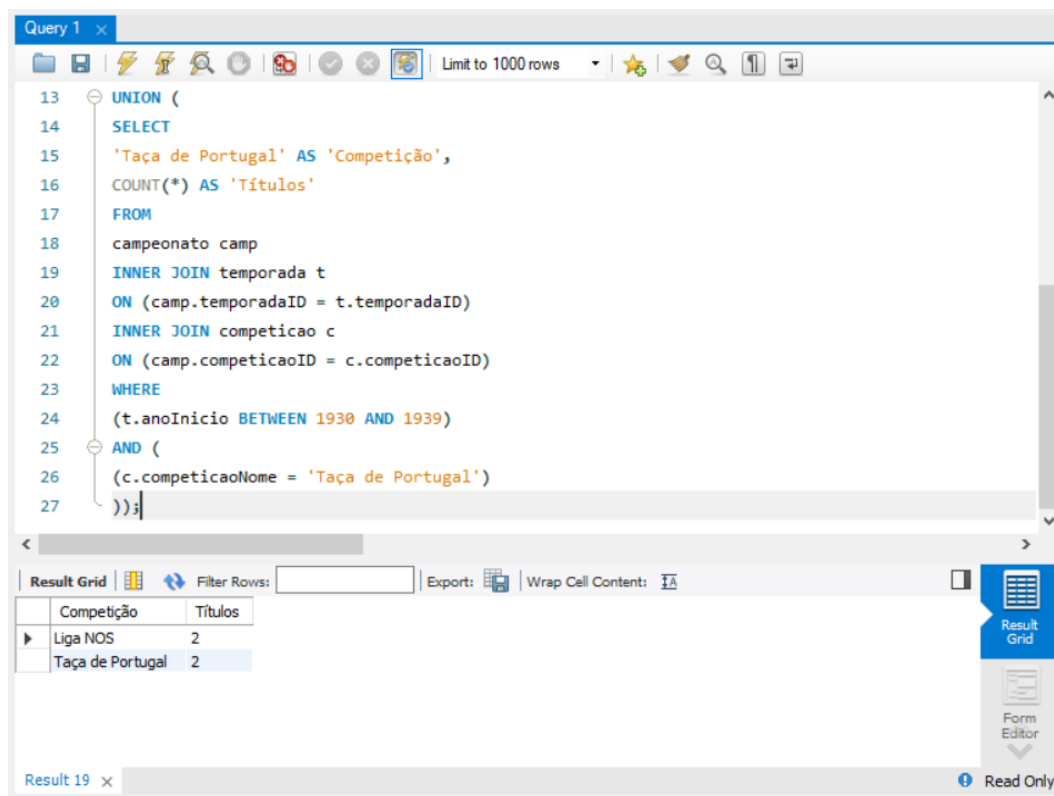 Query 1
Limit to 1000 rows
13 UNION (
14 SELECT
15 'Taça de Portugal' AS 'Competição',
16 COUNT(*) AS 'Títulos'
17 FROM
18 campeonato camp
19 INNER JOIN temporada t
20 ON (camp.temporadaID = t.temporadaID)
21 INNER JOIN competicao c
22 ON (camp.competicaoID = c.competicaoID)
23 WHERE
24 (t.anoInicio BETWEEN 1930 AND 1939)
25 AND (
26 (c.competicaoNome = 'Taça de Portugal')
27 ));
Result Grid Filter Rows: Export: Wrap Cell Content: IA
Competição Títulos
Liga NOS 2
Taça de Portugal 2
Result
Grid
Form
Editor
Result 19 Read Only